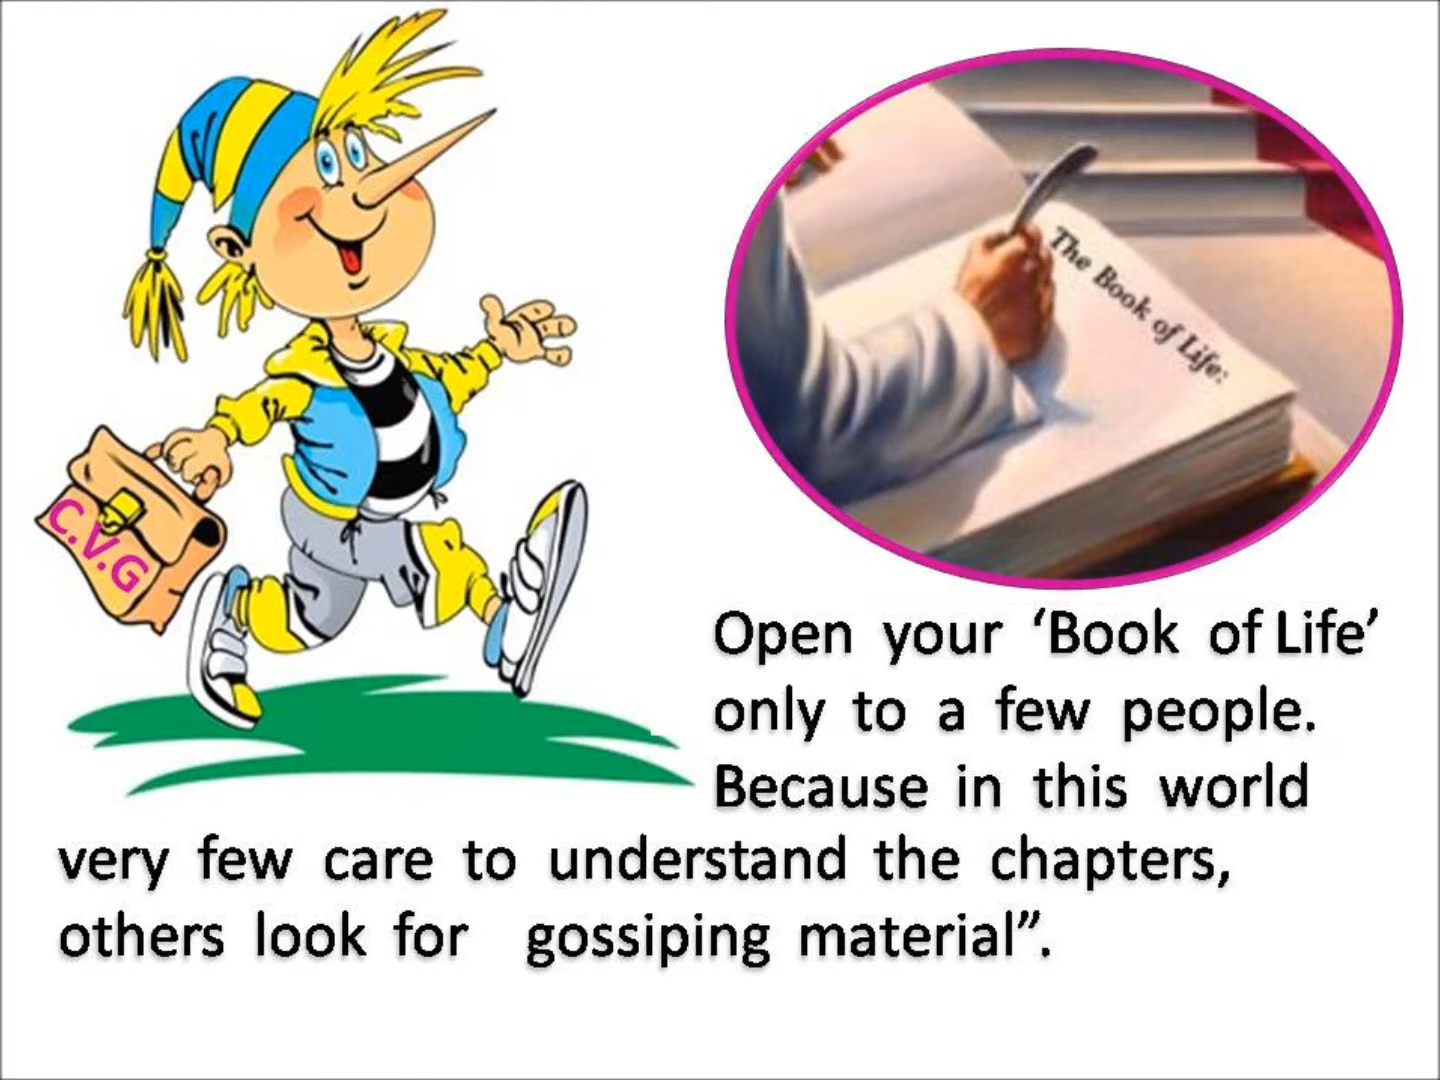 C.V.G
The Book of Life:
Open your ‘Book of Life’
only to a few people.
Because in this world
very few care to understand the chapters,
others look for gossiping material”.